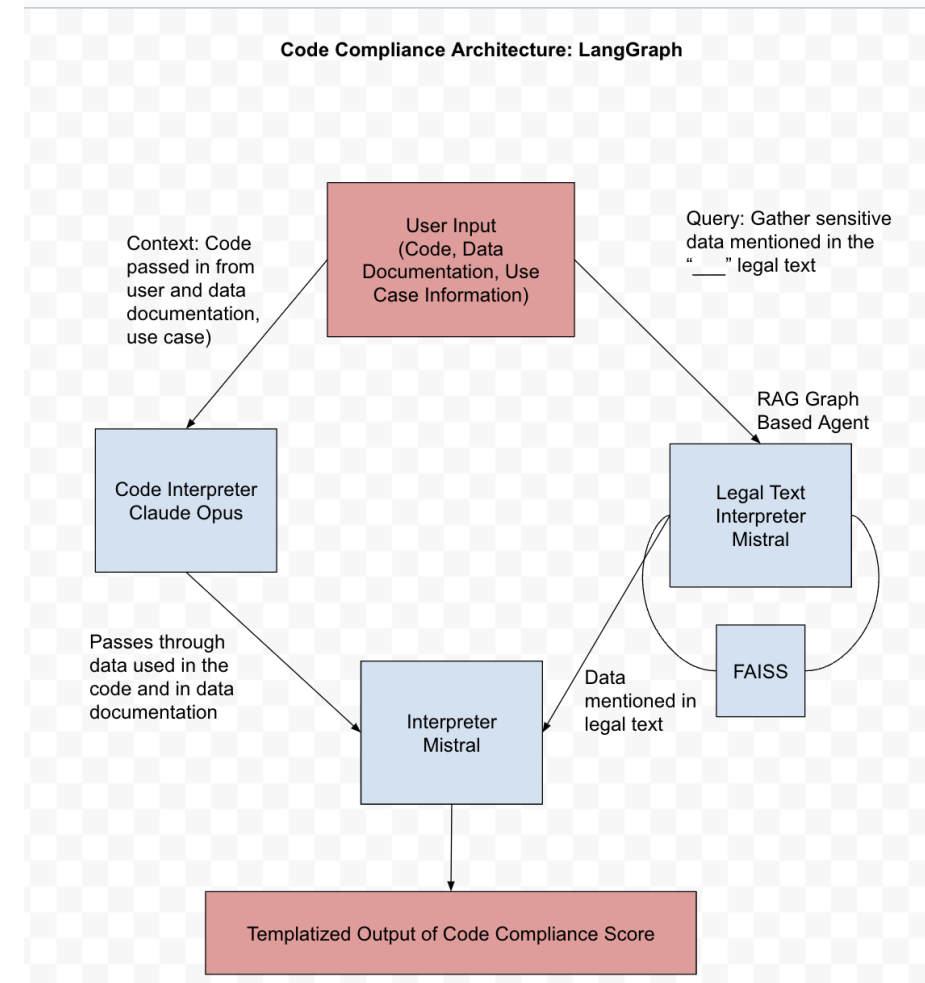 Code Compliance Architecture: LangGraph
User Input
(Code, Data
Documentation, Use
Case Information)
Context: Code
passed in from
user and data
documentation,
use case)
Query: Gather sensitive
data mentioned in the
“___” legal text
RAG Graph
Based Agent
Code Interpreter
Claude Opus
Legal Text
Interpreter
Mistral
FAISS
Passes through
data used in the
code and in data
documentation
Data
mentioned in
legal text
Interpreter
Mistral
Templatized Output of Code Compliance Score